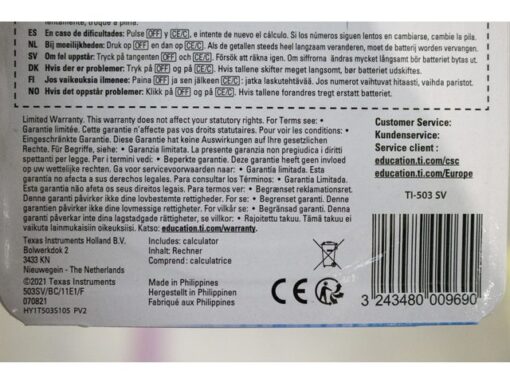 lentamente, troque a pilha.
ES En caso de dificultades: Pulse OFF y CE/C, e intente de nuevo el cálculo. Si los números siguen lentos en cambiarse, cambie la pila.
NL Bij moeilijkheden: Druk op OFF en dan op CE/C. Als de getallen steeds heel langzaam veranderen, moet de batterij worden vervangen.
SV Om fel uppstår: Tryck på tangenten OFF och CE/C. Försök att räkna igen. Om siffrorna ändras mycket långsamt bör batteriet bytas ut.
DK Hvis der er problemer: Tryk på OFF og på CE/C. Hvis tallene skifter meget langsomt, bør batteriet udskiftes.
FI Jos vaikeuksia ilmenee: Paina OFF ja sen jälkeen CE/C: jatka laskutehtävää. Jos numerot vaihtuvat hitaasti, vaihda paristo.
NO Hvis det oppstår problemer: Klikk på OFF og på CE/C. Hvis tallene forandres tregt erstatt batteriet.
Limited Warranty. This warranty does not affect your statutory rights. For Terms see: •
Garantie limitée. Cette garantie n'affecte pas vos droits statutaires. Pour voir les conditions: •
Eingeschränkte Garantie. Diese Garantie hat keine Auswirkungen auf Ihre gesetzlichen
Rechte. Für Begriffe, siehe: • Garanzia Limitata. La presente garanzia non pregiudica i diritti
spettanti per legge. Per i termini vedi: • Beperkte garantie. Deze garantie heeft geen invloed
op uw wettelijke rechten. Ga voor de servicevoorwaarden naar: • Garantía Limitada. Esta
garantía no afecta a sus derechos legales. Para consultar los Términos: • Garantia Limitada.
Esta garantia não afeta os seus direitos legais. Para termos ver: • Begrænset reklamationsret.
Denne garanti påvirker ikke dine lovmæssige rettigheder. For vilkår se: • Begrenset garanti. Denne
garantien påvirker ikke dine lovmessige rettigheter. For vilkår se: • Begränsad garanti. Denna garanti
påverkar inte dina lagstadgade rättigheter. För villkor, se: • Rajoitettu takuu. Tämä takuu ei
vaikuta lainmukaisiin oikeuksiisi. Katso: education.ti.com/warranty.
Customer Service:
Kundenservice:
Service client :
education.ti.com/csc
education.ti.com/Europe
TI-503 SV
Texas Instruments Holland B.V.
Bolwerkdok 2
3433 KN
Nieuwegein - The Netherlands
©2021 Texas Instruments
503SV/BC/11E1/F
070821
HY1T503S105 PV2
Includes: calculator
Inhalt: Rechner
Comprend: calculatrice
Made in Philippines
Hergestellt in Philippinen
Fabriqué aux Philippines
CE
3 243480 009690